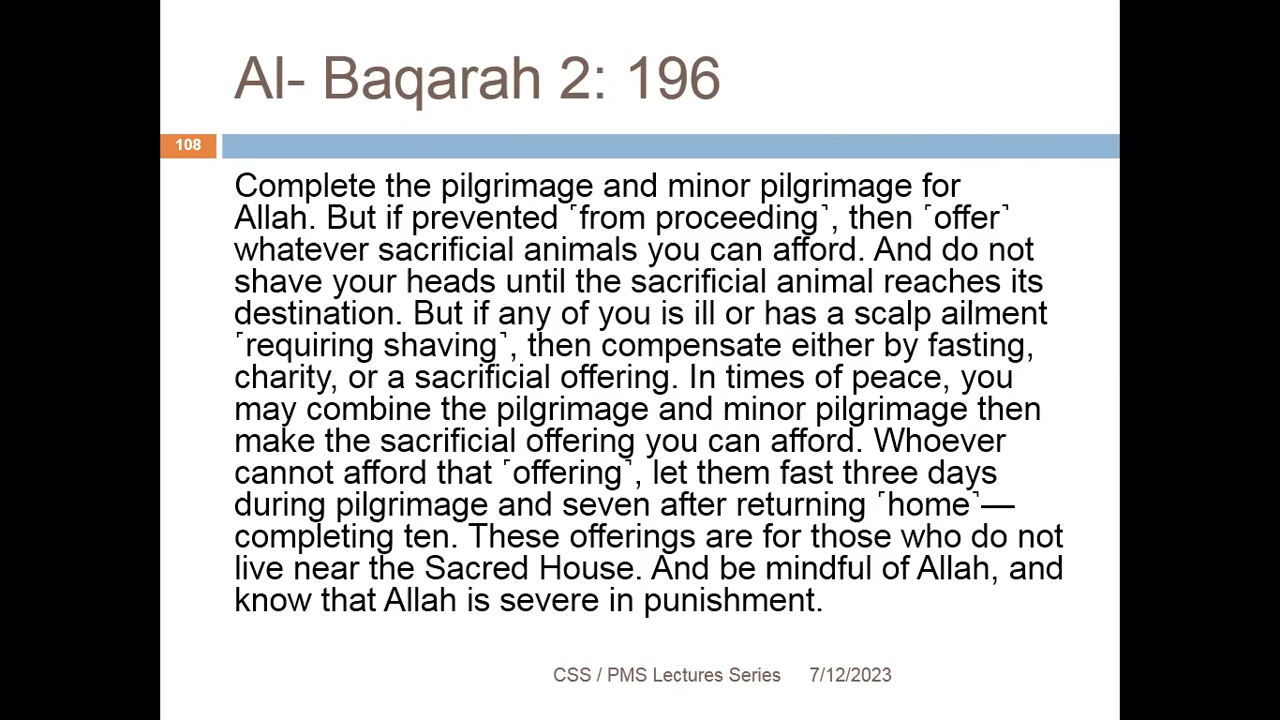 Al- Baqarah 2: 196
108
Complete the pilgrimage and minor pilgrimage for
Allah. But if prevented ˹from proceeding˺, then ˹offer˺
whatever sacrificial animals you can afford. And do not
shave your heads until the sacrificial animal reaches its
destination. But if any of you is ill or has a scalp ailment
˹requiring shaving˺, then compensate either by fasting,
charity, or a sacrificial offering. In times of peace, you
may combine the pilgrimage and minor pilgrimage then
make the sacrificial offering you can afford. Whoever
cannot afford that ˹offering˺, let them fast three days
during pilgrimage and seven after returning ˹home˺—
completing ten. These offerings are for those who do not
live near the Sacred House. And be mindful of Allah, and
know that Allah is severe in punishment.
CSS / PMS Lectures Series 7/12/2023